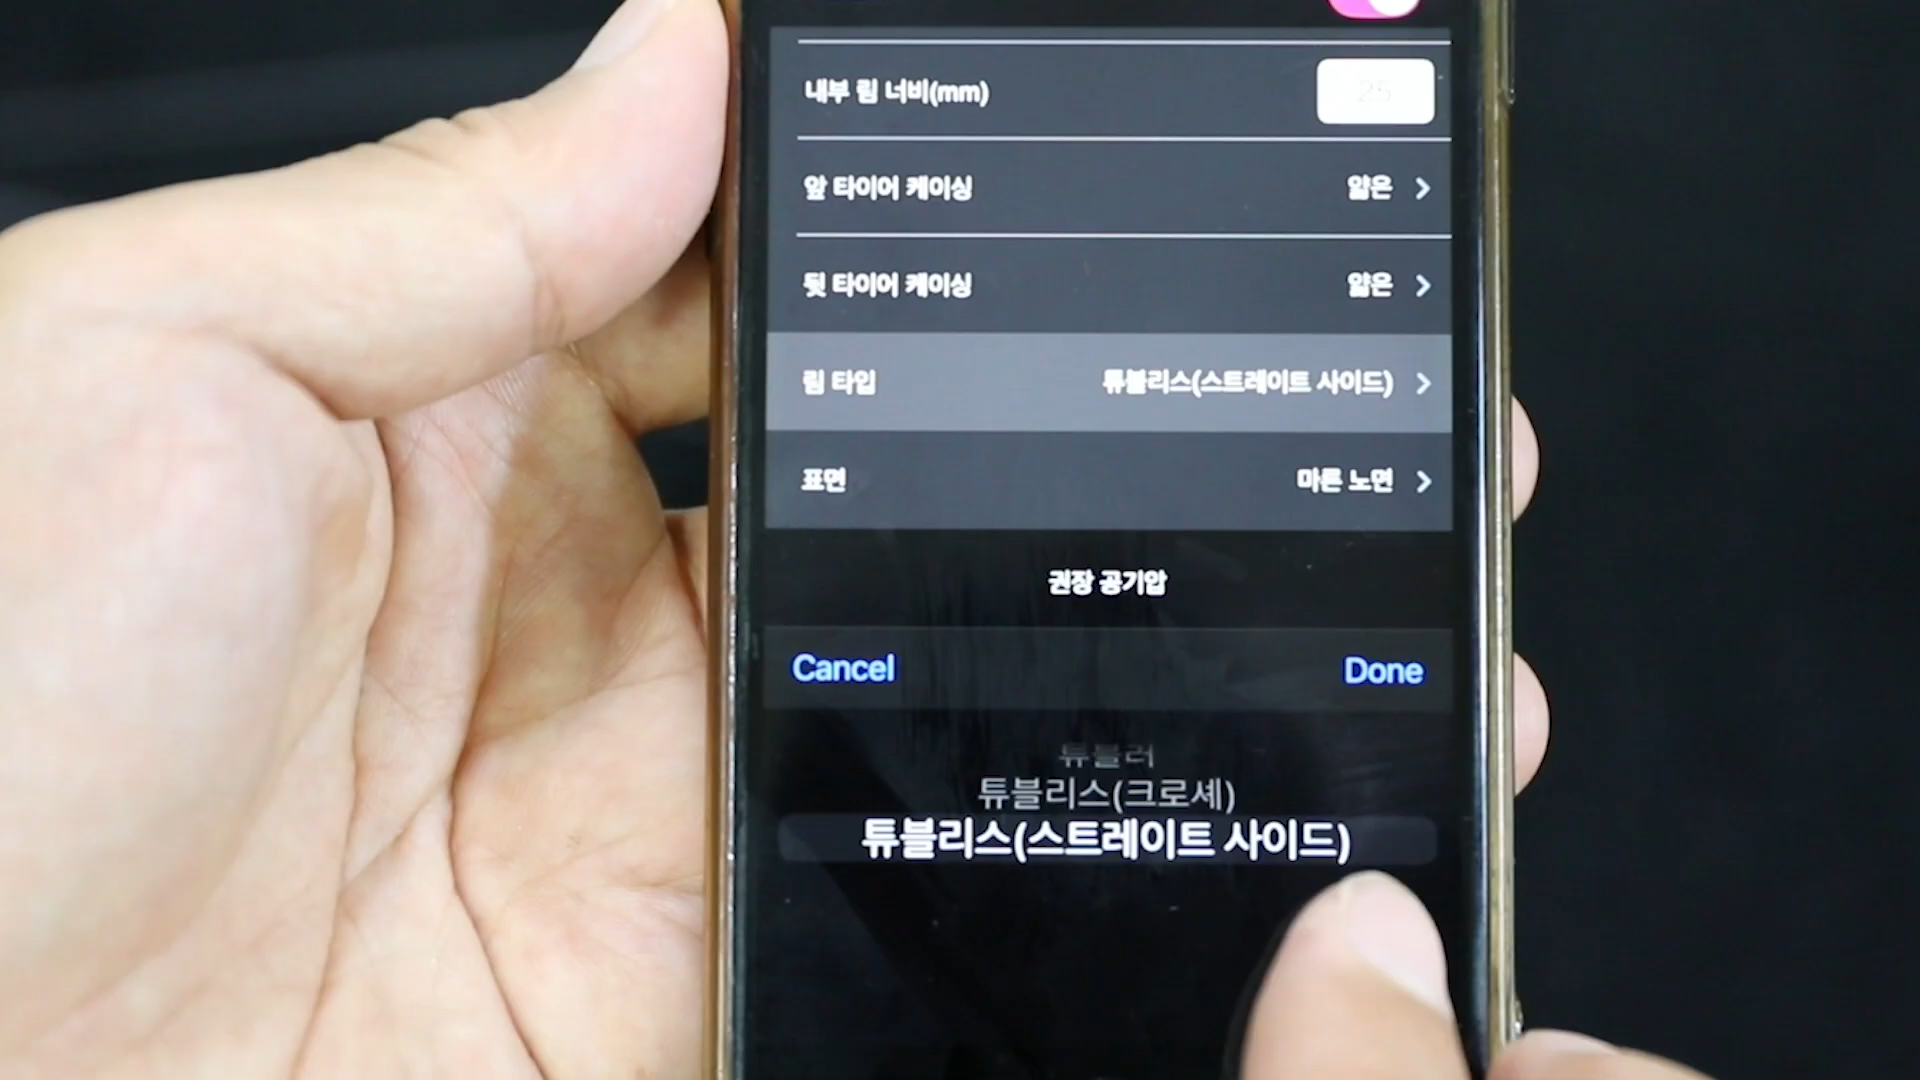 내부 림 너비(mm) 25
앞 타이어 케이싱 얇은
뒷 타이어 케이싱 얇은
림 타입 튜블리스(스트레이트 사이드)
표면 마른 노면
권장 공기압
Cancel Done
튜블러
튜블리스(크로셰)
튜블리스(스트레이트 사이드)